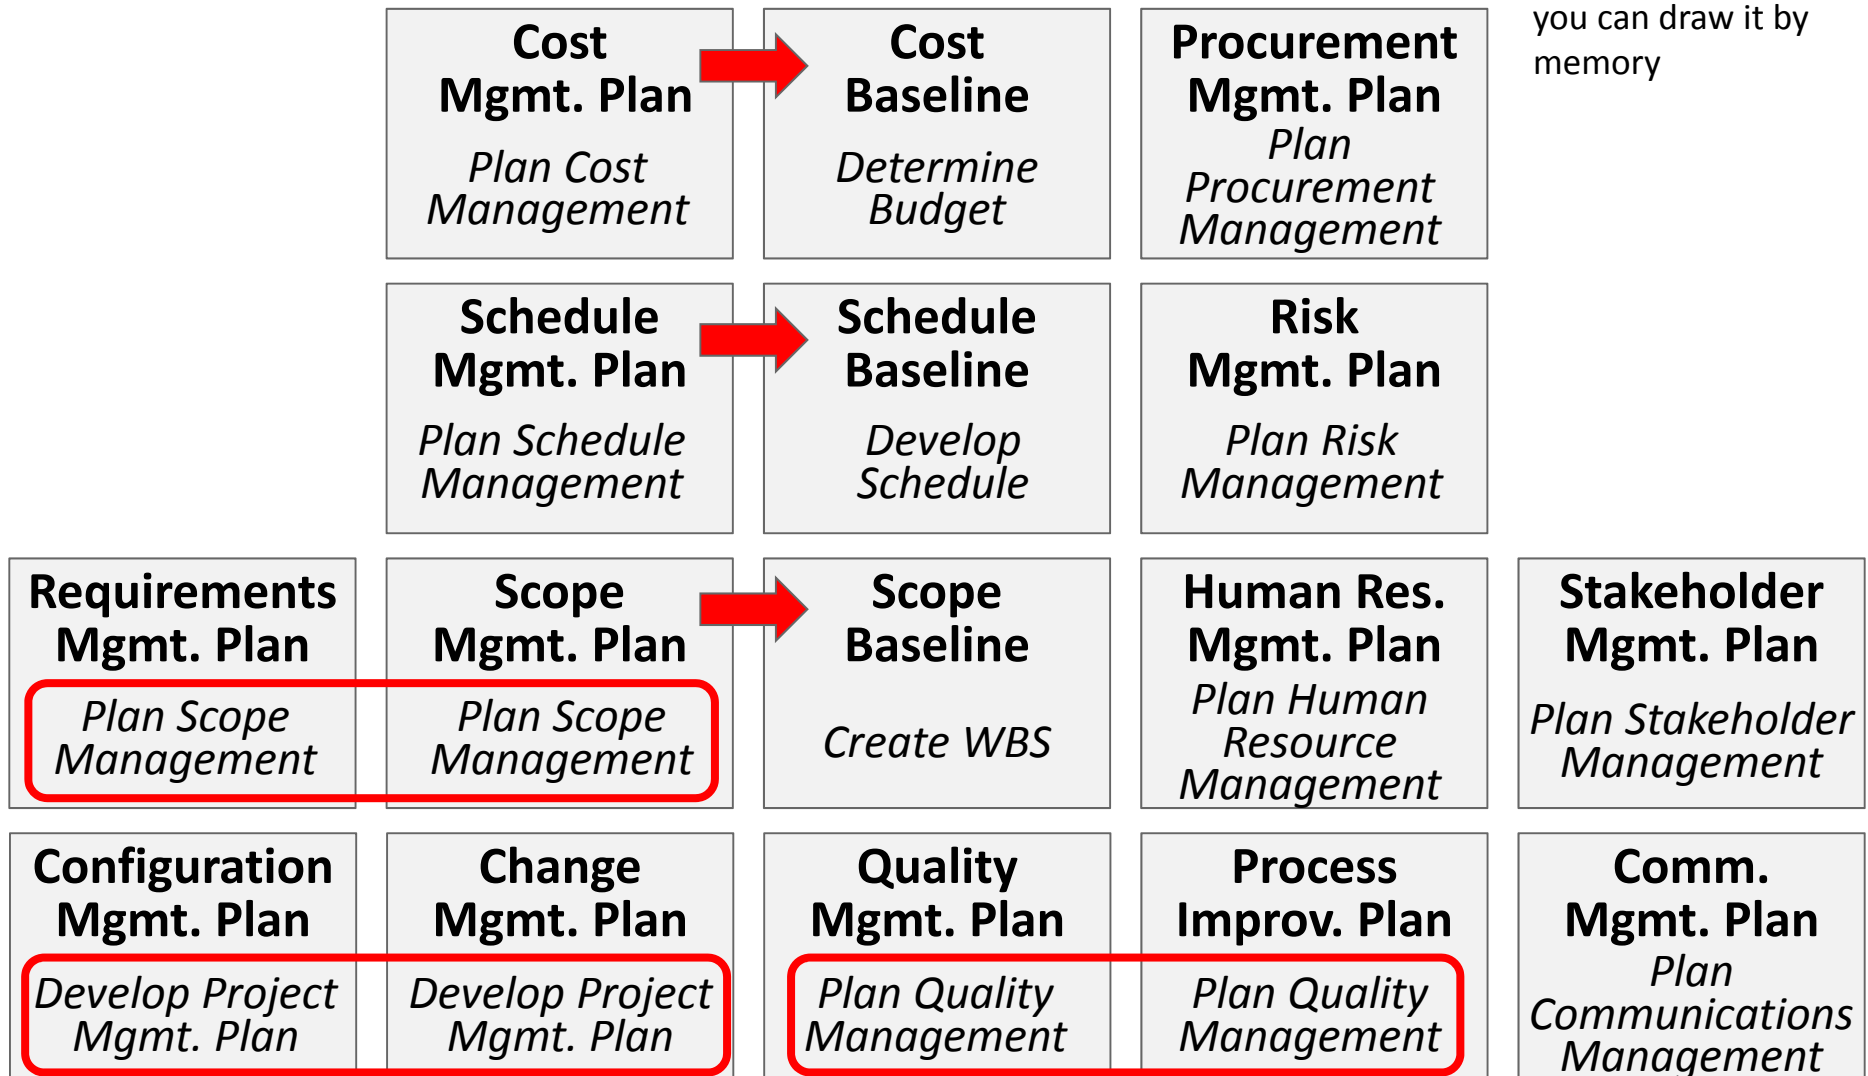 you can draw it by
memory
Cost
Mgmt. Plan
Plan Cost
Management
Cost
Baseline
Determine
Budget
Procurement
Mgmt. Plan
Plan
Procurement
Management
Schedule
Mgmt. Plan
Plan Schedule
Management
Schedule
Baseline
Develop
Schedule
Risk
Mgmt. Plan
Plan Risk
Management
Requirements
Mgmt. Plan
Plan Scope
Management
Scope
Mgmt. Plan
Plan Scope
Management
Scope
Baseline
Create WBS
Human Res.
Mgmt. Plan
Plan Human
Resource
Management
Stakeholder
Mgmt. Plan
Plan Stakeholder
Management
Configuration
Mgmt. Plan
Develop Project
Mgmt. Plan
Change
Mgmt. Plan
Develop Project
Mgmt. Plan
Quality
Mgmt. Plan
Plan Quality
Management
Process
Improv. Plan
Plan Quality
Management
Comm.
Mgmt. Plan
Plan
Communications
Management